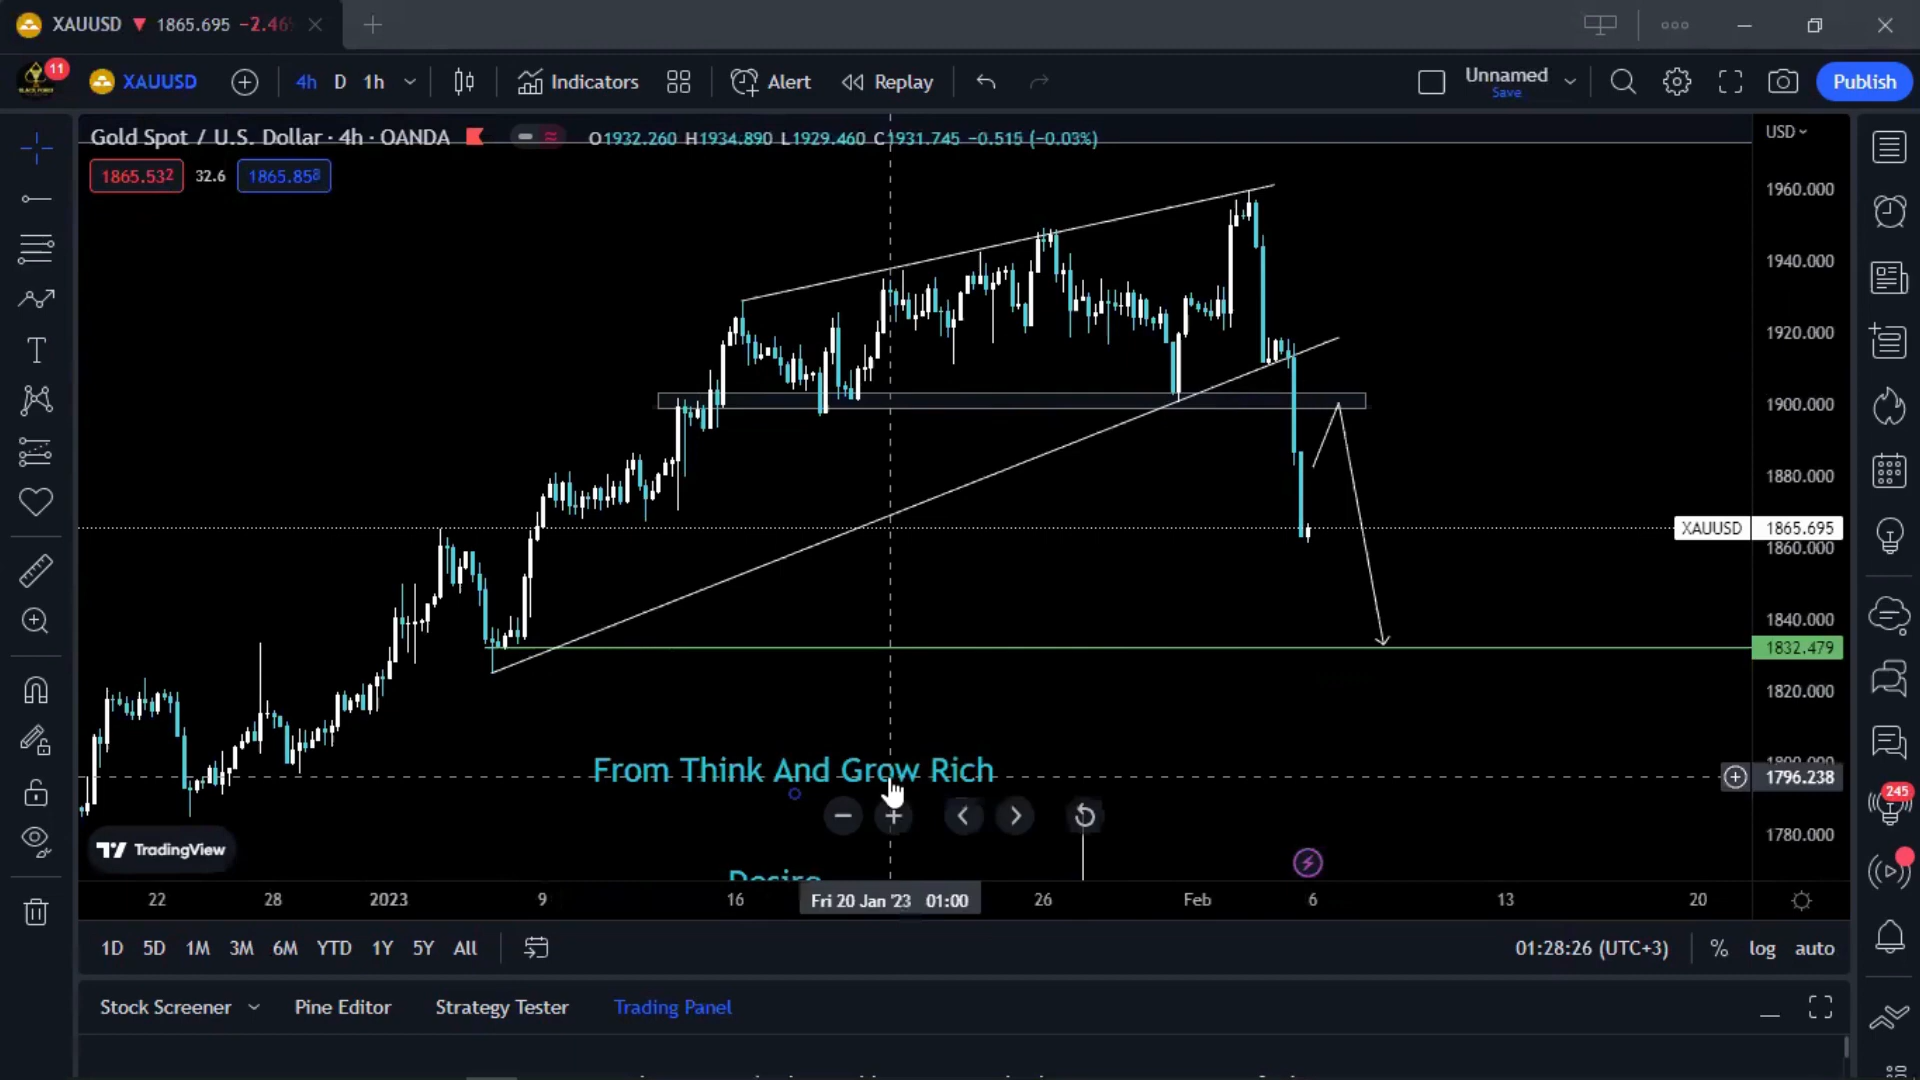 XAUUSD 1865.695 −2.46
11 XAUUSD 4h D 1h Indicators Alert Replay Unnamed Save Publish
Gold Spot / U.S. Dollar · 4h · OANDA O1932.260 H1934.890 L1929.460 C1931.745 −0.515 (−0.03%)
USD
1865.532 32.6 1865.858
1960.000
1940.000
1920.000
1900.000
1880.000
XAUUSD 1865.695
1860.000
1840.000
1832.479
1820.000
From Think And Grow Rich
1796.238
245
1780.000
TradingView
Desire
22 28 2023 9 16 Fri 20 Jan '23 01:00 26 Feb 6 13 20
1D 5D 1M 3M 6M YTD 1Y 5Y All 01:28:26 (UTC+3) % log auto
Stock Screener Pine Editor Strategy Tester Trading Panel